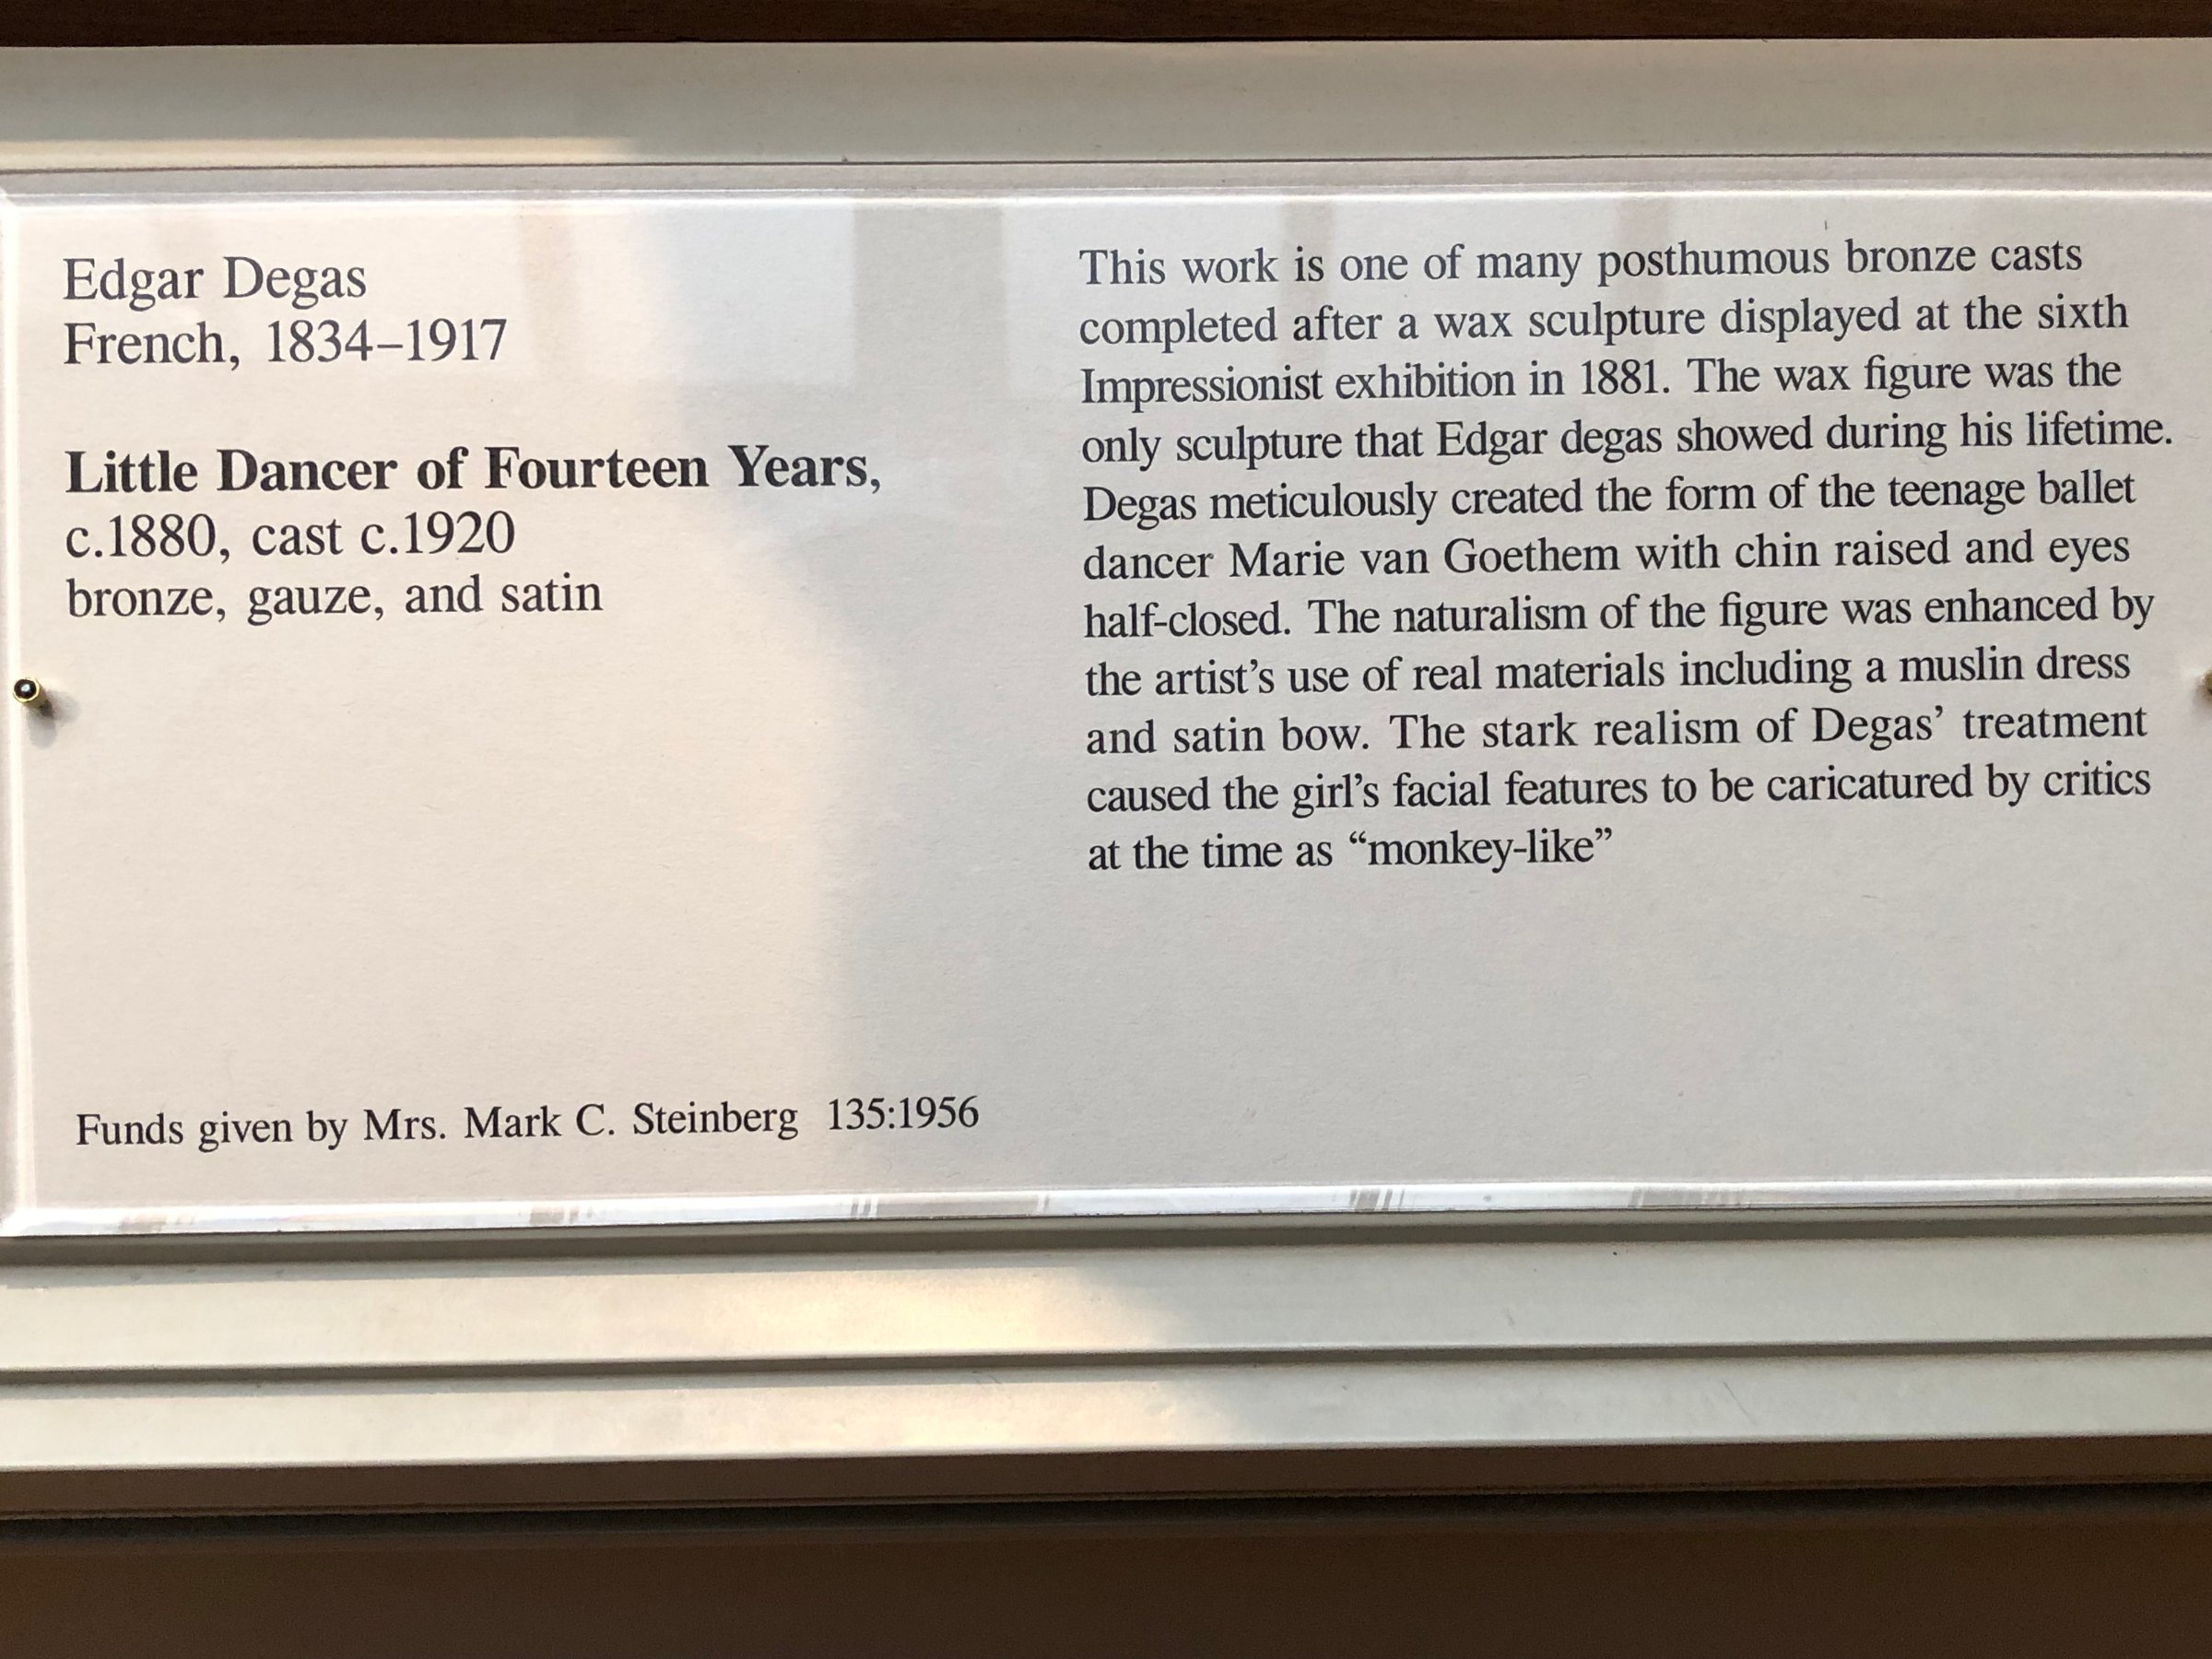 Edgar Degas
French, 1834–1917
Little Dancer of Fourteen Years,
c.1880, cast c.1920
bronze, gauze, and satin
Funds given by Mrs. Mark C. Steinberg 135:1956
This work is one of many posthumous bronze casts
completed after a wax sculpture displayed at the sixth
Impressionist exhibition in 1881. The wax figure was the
only sculpture that Edgar degas showed during his lifetime.
Degas meticulously created the form of the teenage ballet
dancer Marie van Goethem with chin raised and eyes
half-closed. The naturalism of the figure was enhanced by
the artist’s use of real materials including a muslin dress
and satin bow. The stark realism of Degas’ treatment
caused the girl’s facial features to be caricatured by critics
at the time as “monkey-like”